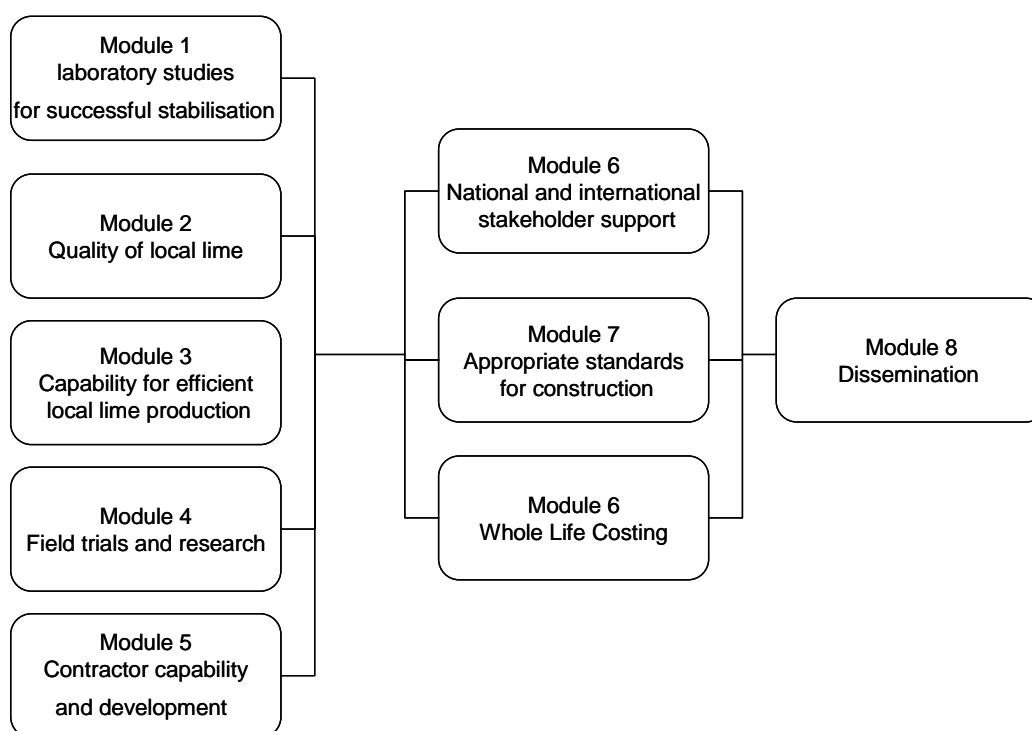 Module 1
laboratory studies
for successful stabilisation
Module 2
Quality of local lime
Module 3
Capability for efficient
local lime production
Module 4
Field trials and research
Module 5
Contractor capability
and development
Module 6
National and international
stakeholder support
Module 7
Appropriate standards
for construction
Module 6
Whole Life Costing
Module 8
Dissemination